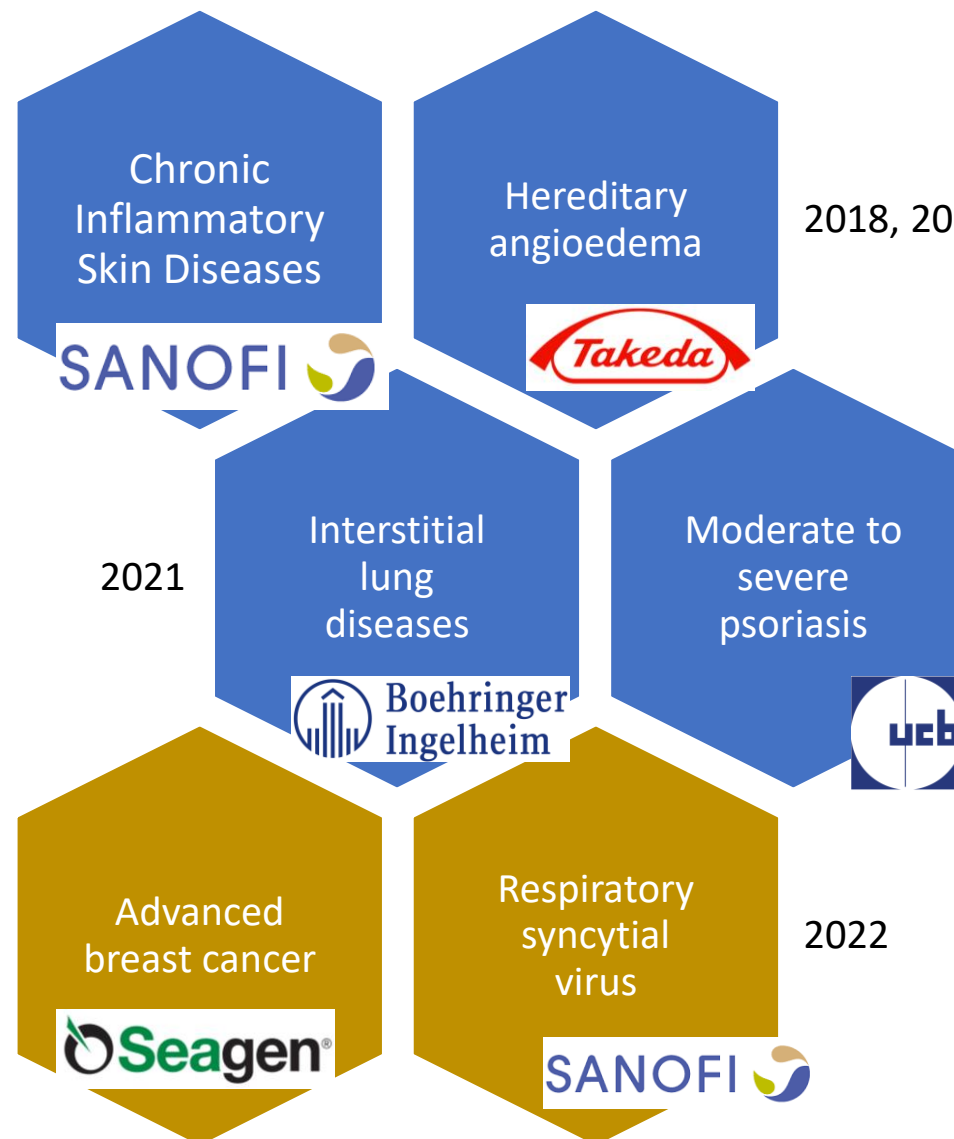 Chronic
Inflammatory
Skin Diseases
SANOFI
Hereditary
angioedema
Takeda
2018, 20
2021
Interstitial
lung
diseases
Boehringer
Ingelheim
Moderate to
severe
psoriasis
ucb
Advanced
breast cancer
Seagen®
Respiratory
syncytial
virus
SANOFI
2022